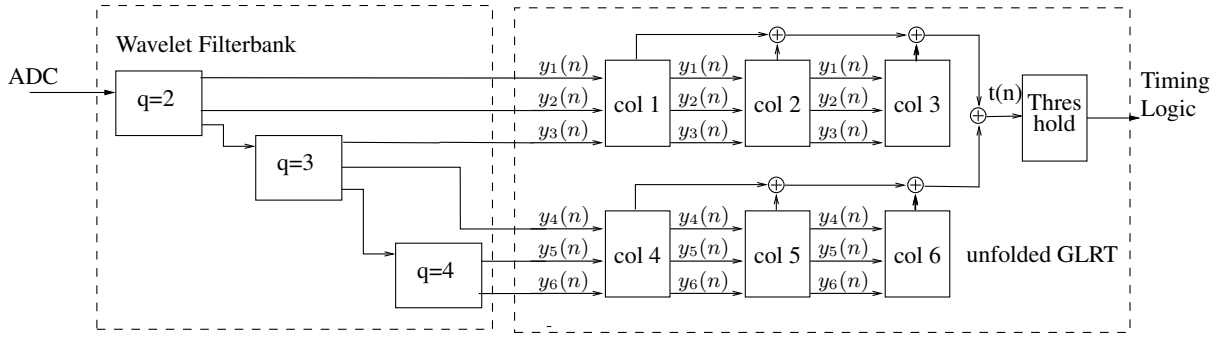 Wavelet Filterbank
ADC
q=2
q=3
q=4
y₁(n) y₁(n) y₁(n)
y₂(n) y₂(n) y₂(n)
y₃(n) y₃(n) y₃(n)
col 1 col 2 col 3
y₄(n) y₄(n) y₄(n)
y₅(n) y₅(n) y₅(n)
y₆(n) y₆(n) y₆(n)
col 4 col 5 col 6
unfolded GLRT
t(n)
Thres
hold
Timing
Logic